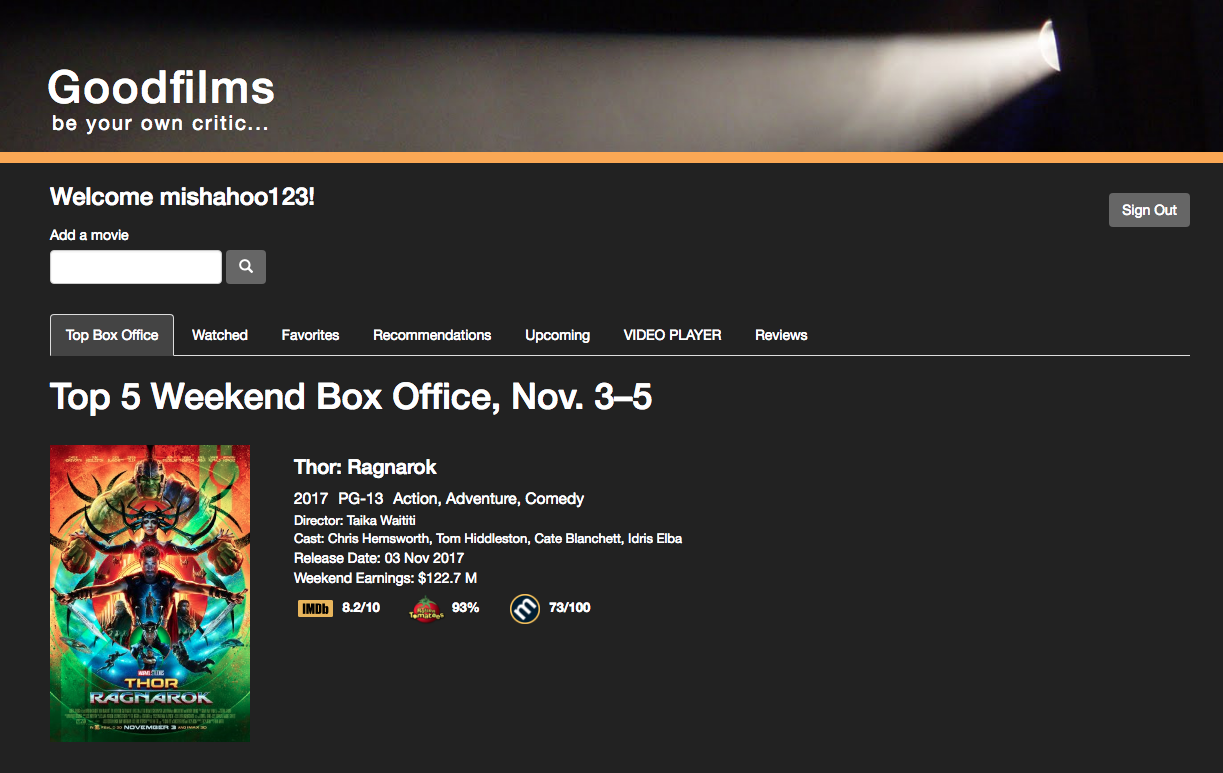 Goodfilms
be your own critic...
Welcome mishahoo123!
Sign Out
Add a movie
Top Box Office Watched Favorites Recommendations Upcoming VIDEO PLAYER Reviews
Top 5 Weekend Box Office, Nov. 3–5
Thor: Ragnarok
2017 PG-13 Action, Adventure, Comedy
Director: Taika Waititi
Cast: Chris Hemsworth, Tom Hiddleston, Cate Blanchett, Idris Elba
Release Date: 03 Nov 2017
Weekend Earnings: $122.7 M
IMDb 8.2/10 Rotten Tomatoes 93% m 73/100
MARVEL STUDIOS
THOR
RAGNAROK
NOVEMBER 3